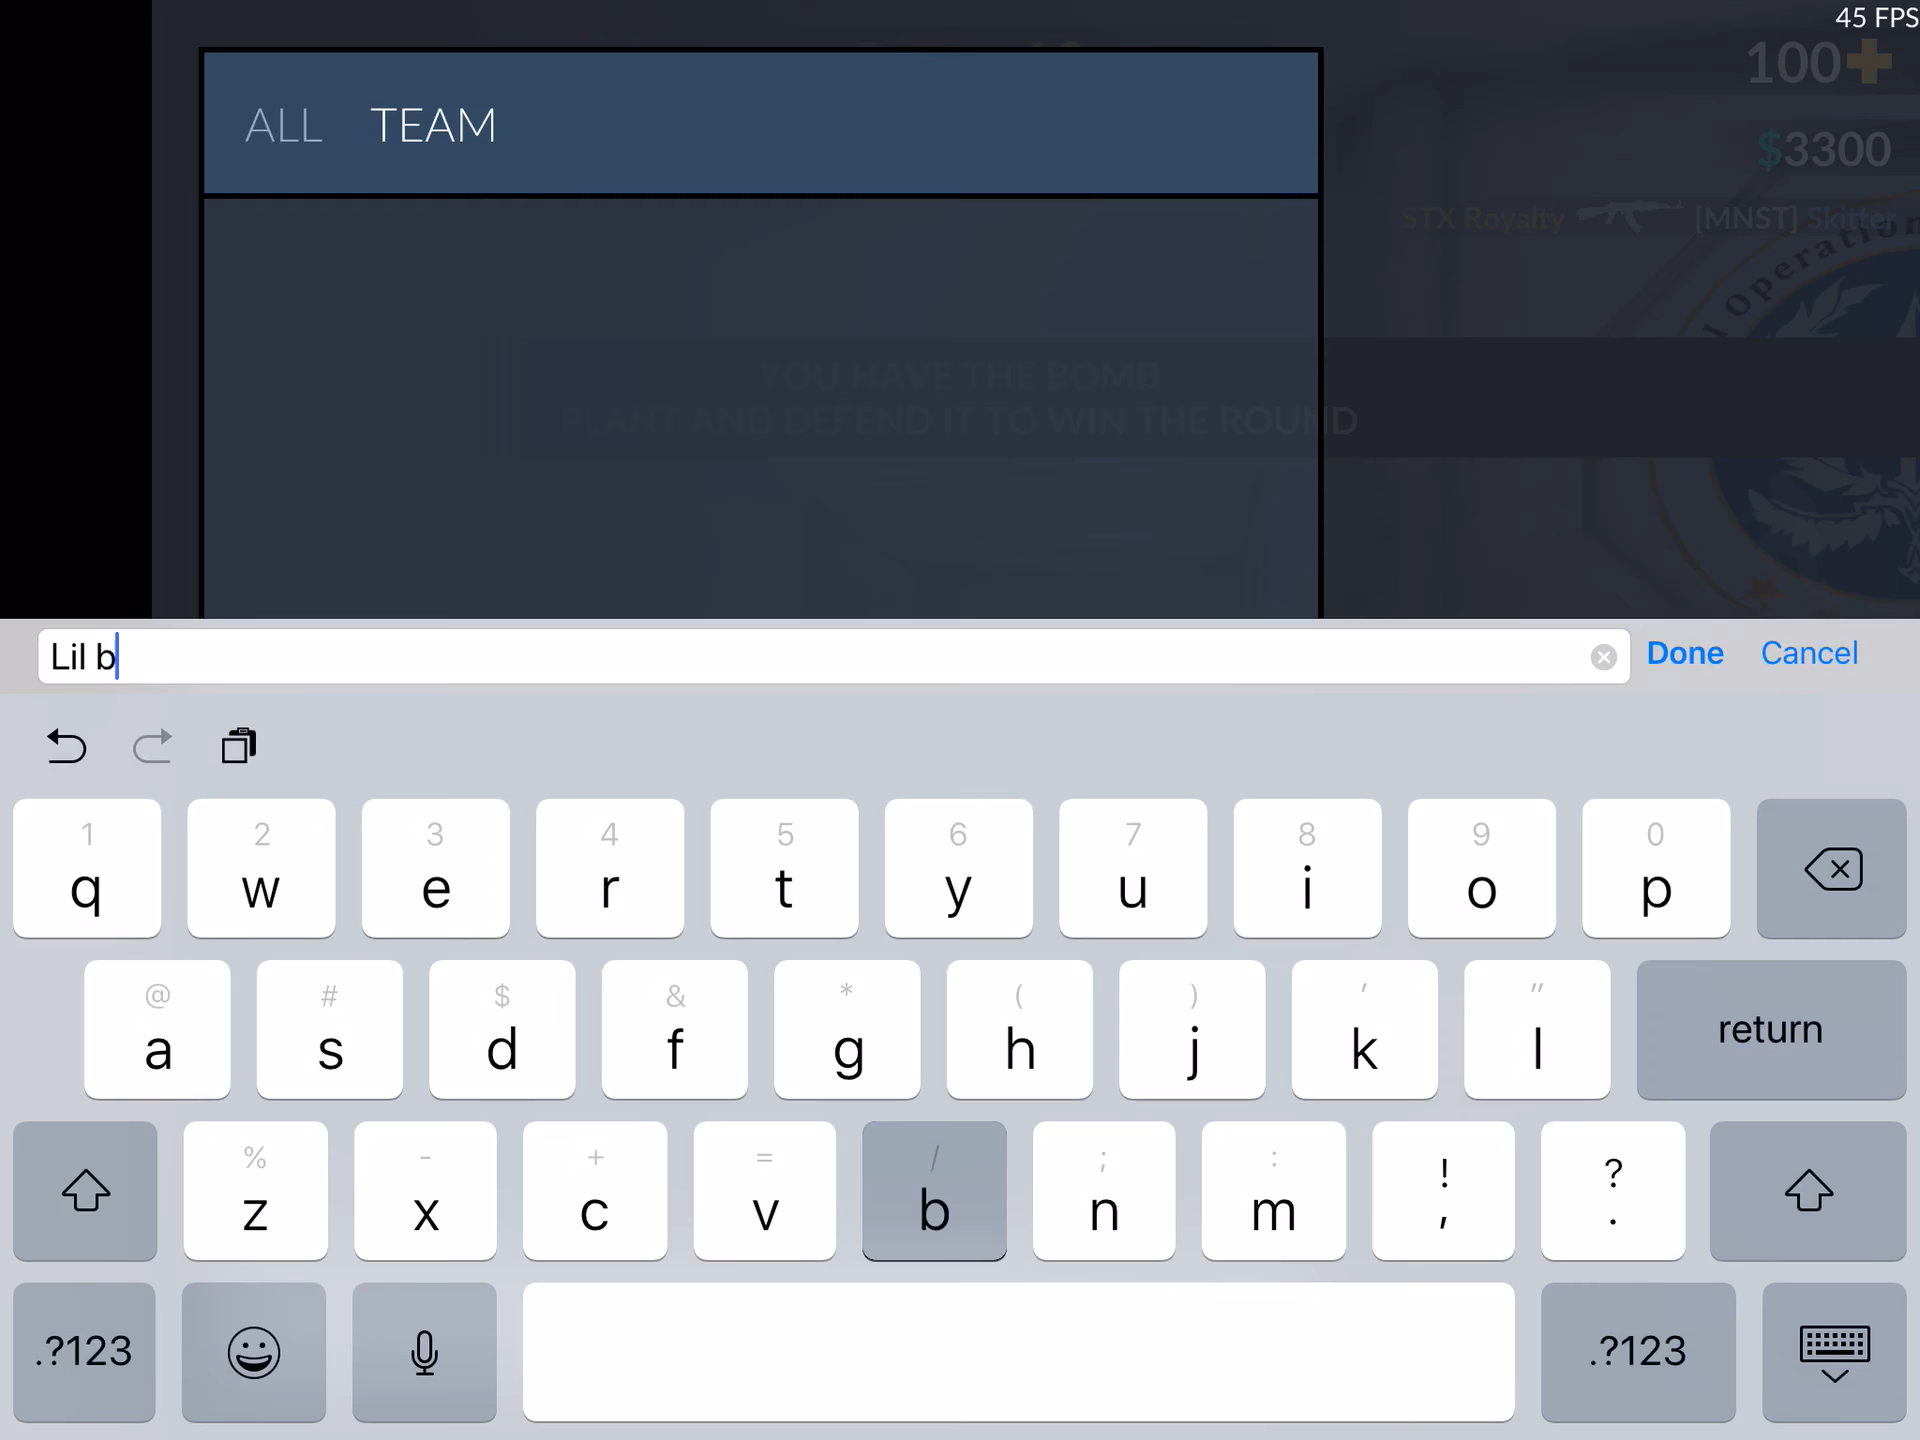 45 FPS
100
ALL TEAM
$3300
STX Royalty [MNST] Skitter
l Operation
YOU HAVE THE BOMB
PLANT AND DEFEND IT TO WIN THE ROUND
Lil b
Done Cancel
1 2 3 4 5 6 7 8 9 0
q w e r t y u i o p
@ # $ & * ( ) ' "
a s d f g h j k l return
% - + = / ; : ! ?
z x c v b n m , .
.?123 .?123